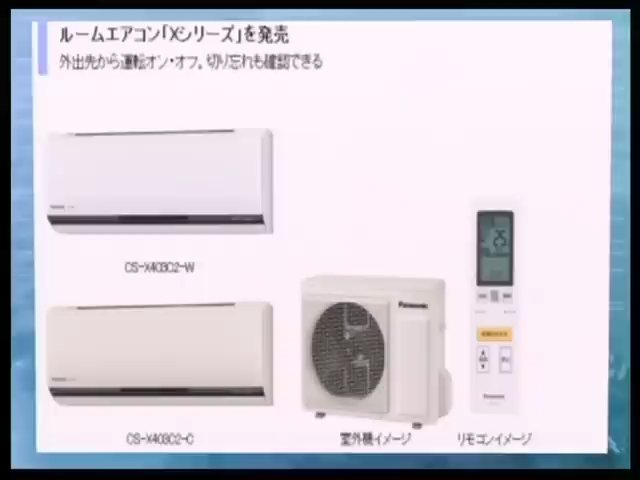 ルームエアコン「Xシリーズ」を発売
外出先から運転オン・オフ。切り忘れも確認できる
CS-X403C2-W
CS-X403C2-C
Panasonic
25
Panasonic
室外機イメージ
リモコンイメージ